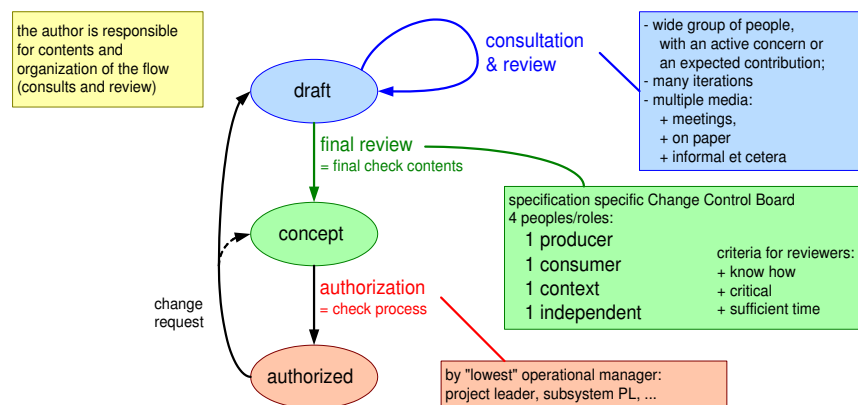 the author is responsible
for contents and
organization of the flow
(consults and review)
consultation
& review
- wide group of people,
with an active concern or
an expected contribution;
- many iterations
- multiple media:
+ meetings,
+ on paper
+ informal et cetera
draft
final review
= final check contents
specification specific Change Control Board
4 peoples/roles:
1 producer
1 consumer
1 context
1 independent
criteria for reviewers:
+ know how
+ critical
+ sufficient time
concept
authorization
= check process
change
request
authorized
by "lowest" operational manager:
project leader, subsystem PL, ...